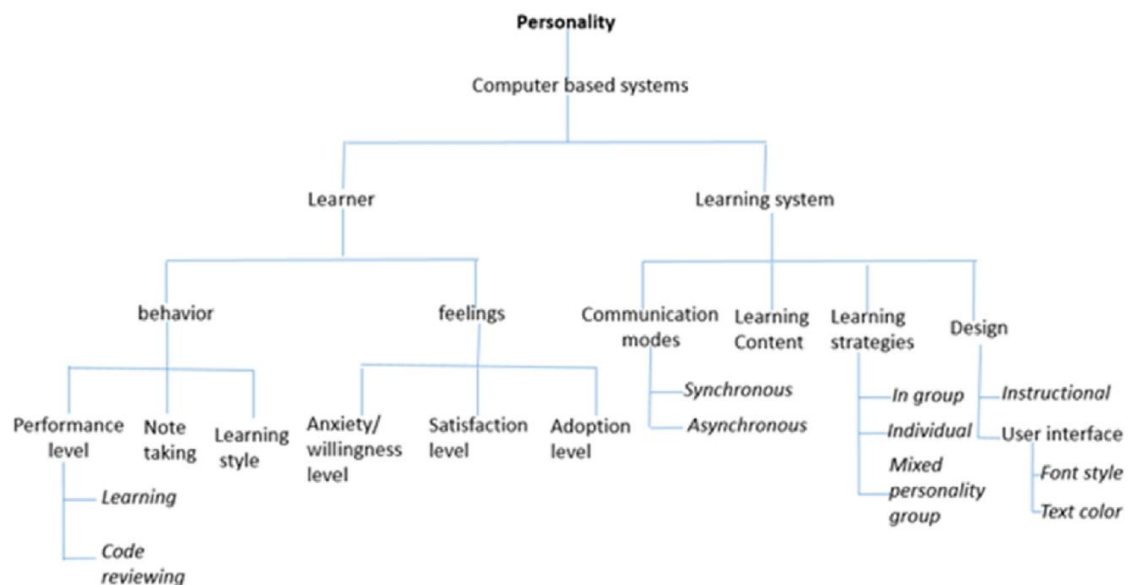 Personality
Computer based systems
Learner
Learning system
behavior
feelings
Communication
modes
Learning
Content
Learning
strategies
Design
Performance
level
Note
taking
Learning
style
Anxiety/
willingness
level
Satisfaction
level
Adoption
level
Synchronous
Asynchronous
In group
Individual
Mixed
personality
group
Instructional
User interface
Font style
Text color
Learning
Code
reviewing